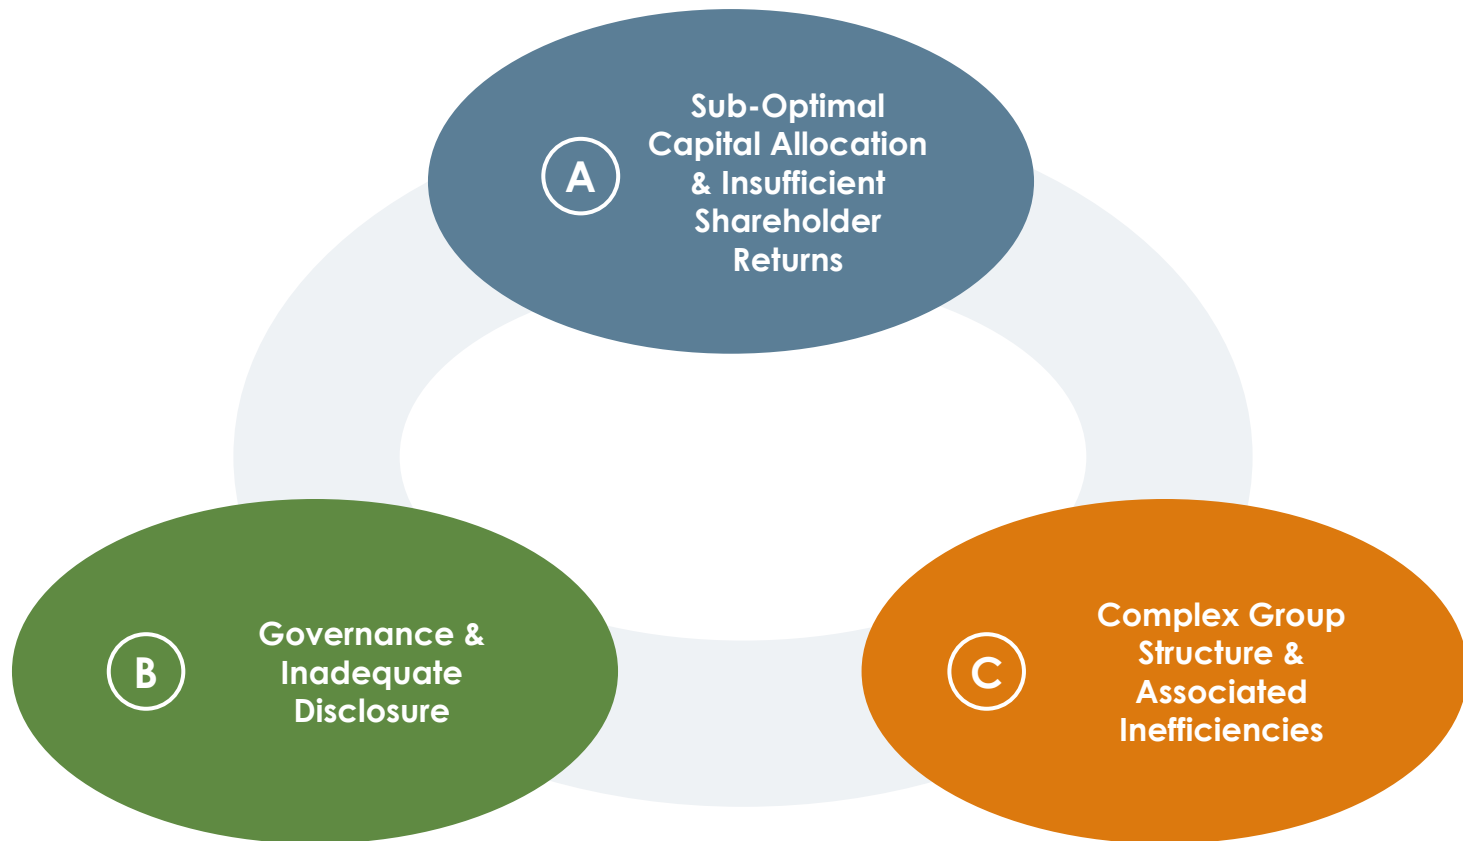 A
Sub-Optimal
Capital Allocation
& Insufficient
Shareholder
Returns
B
Governance &
Inadequate
Disclosure
C
Complex Group
Structure &
Associated
Inefficiencies